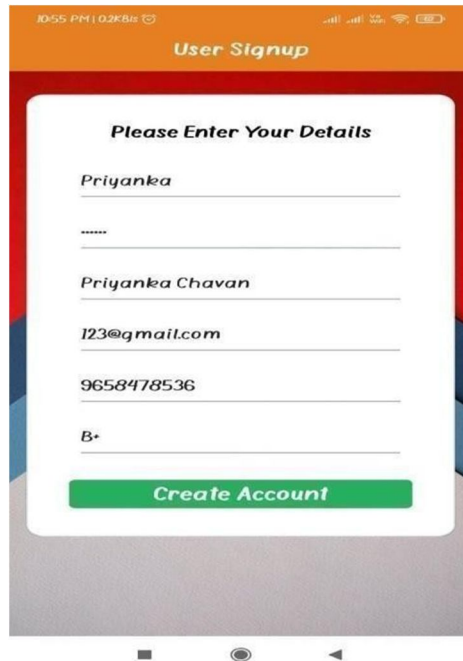 10:55 PM | 0.2KB/s
User Signup
Please Enter Your Details
Priyanka
······
Priyanka Chavan
123@gmail.com
9658478536
B+
Create Account